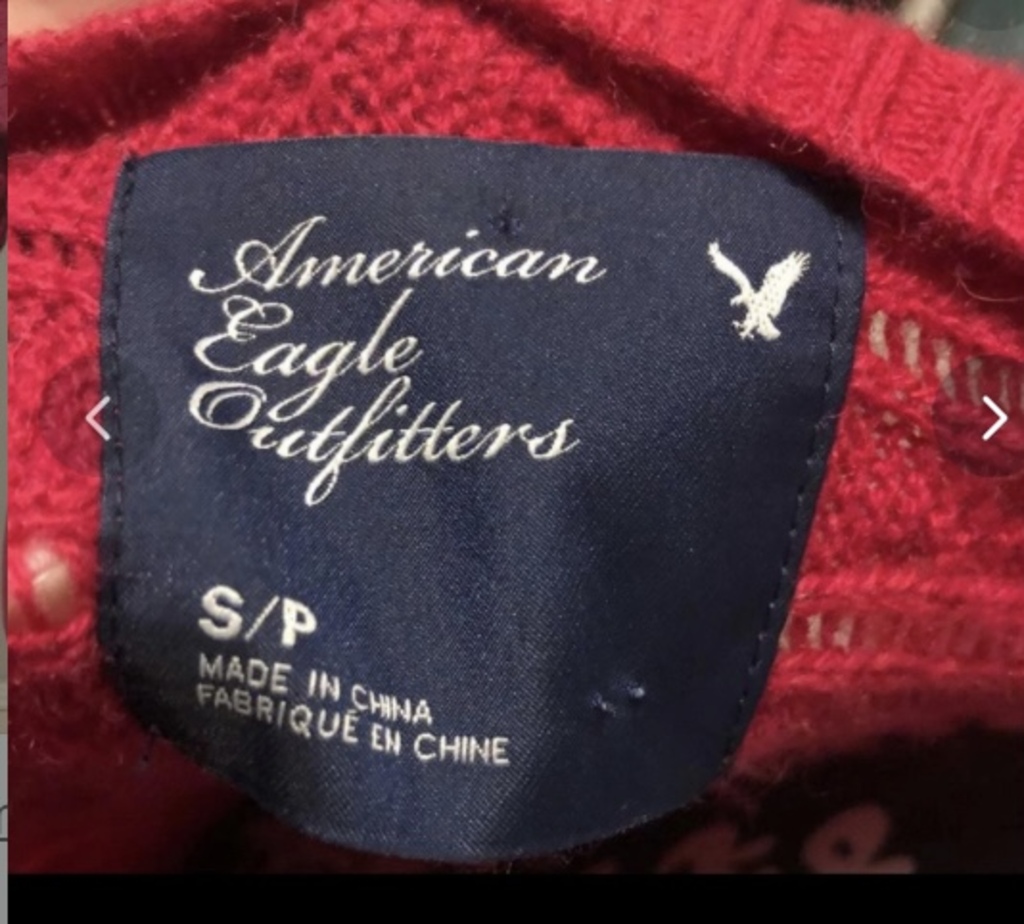 American
Eagle
Outfitters
S/P
MADE IN CHINA
FABRIQUÉ EN CHINE